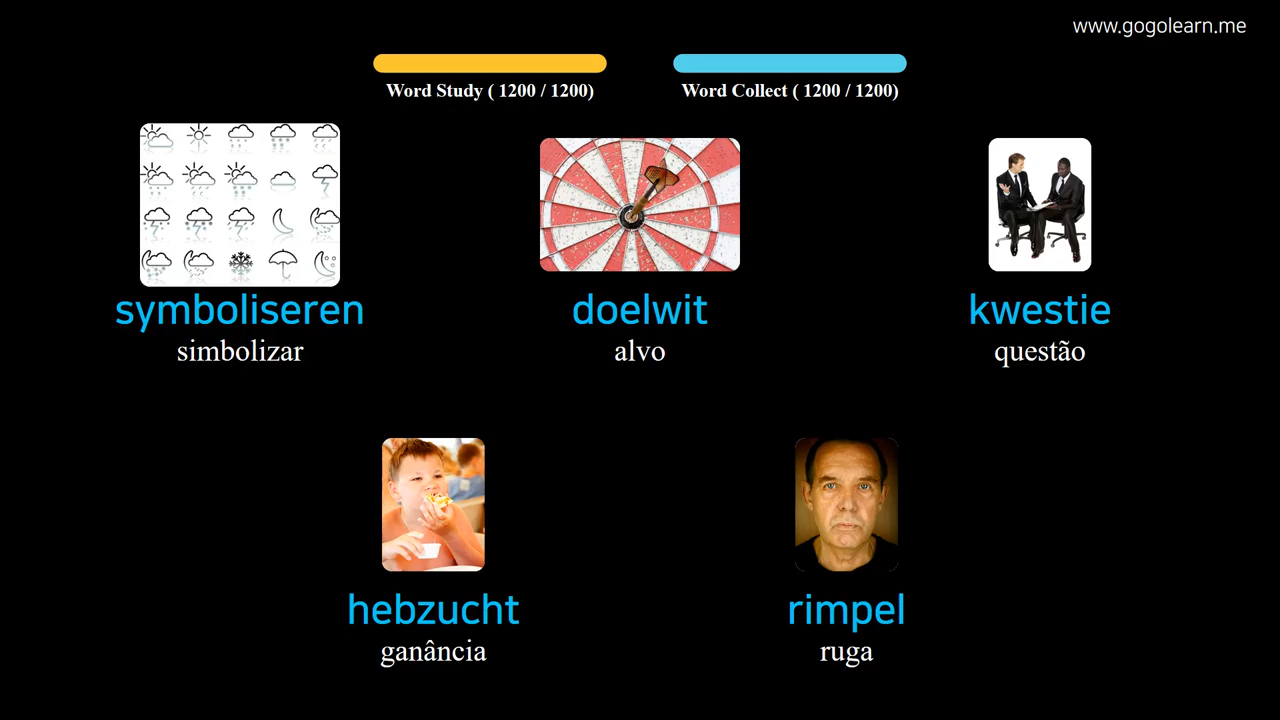 www.gogolearn.me
Word Study ( 1200 / 1200)
Word Collect ( 1200 / 1200)
symboliseren
simbolizar
doelwit
alvo
kwestie
questão
hebzucht
ganância
rimpel
ruga